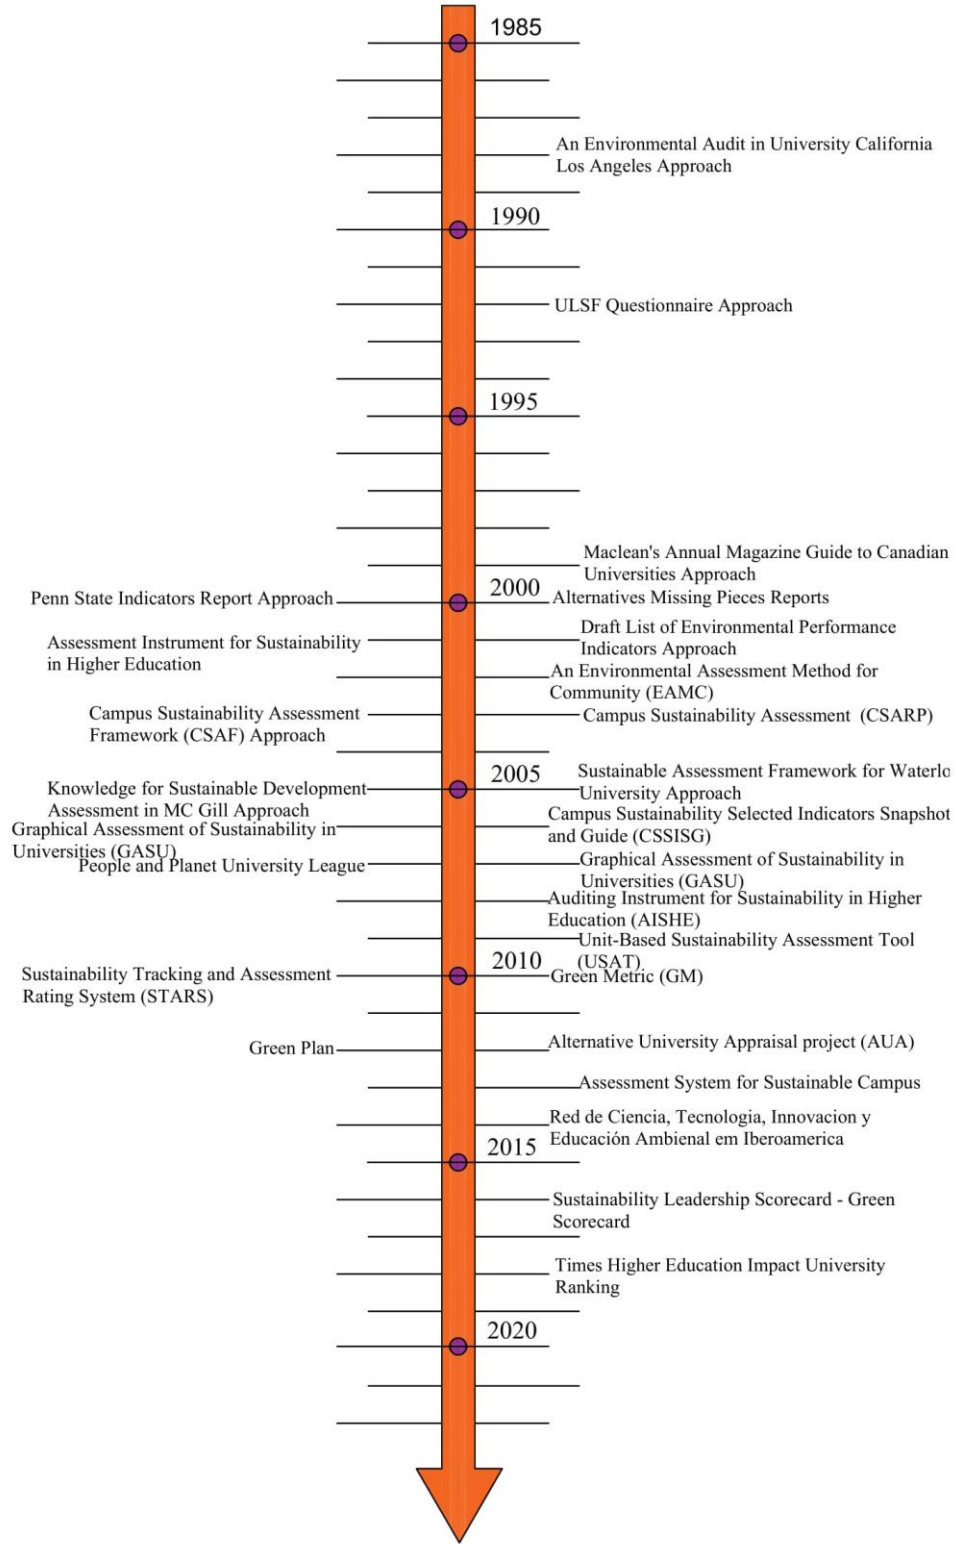 1985
An Environmental Audit in University California
Los Angeles Approach
1990
ULSF Questionnaire Approach
1995
Maclean's Annual Magazine Guide to Canadian
Universities Approach
2000
Penn State Indicators Report Approach
Alternatives Missing Pieces Reports
Assessment Instrument for Sustainability
in Higher Education
Draft List of Environmental Performance
Indicators Approach
An Environmental Assessment Method for
Community (EAMC)
Campus Sustainability Assessment
Framework (CSAF) Approach
Campus Sustainability Assessment (CSARP)
2005
Knowledge for Sustainable Development
Assessment in MC Gill Approach
Sustainable Assessment Framework for Waterlo
University Approach
Graphical Assessment of Sustainability in
Universities (GASU)
Campus Sustainability Selected Indicators Snapshot
and Guide (CSSISG)
People and Planet University League
Graphical Assessment of Sustainability in
Universities (GASU)
Auditing Instrument for Sustainability in Higher
Education (AISHE)
Unit-Based Sustainability Assessment Tool
(USAT)
2010
Sustainability Tracking and Assessment
Rating System (STARS)
Green Metric (GM)
Green Plan
Alternative University Appraisal project (AUA)
Assessment System for Sustainable Campus
Red de Ciencia, Tecnologia, Innovacion y
Educación Ambienal em Iberoamerica
2015
Sustainability Leadership Scorecard - Green
Scorecard
Times Higher Education Impact University
Ranking
2020